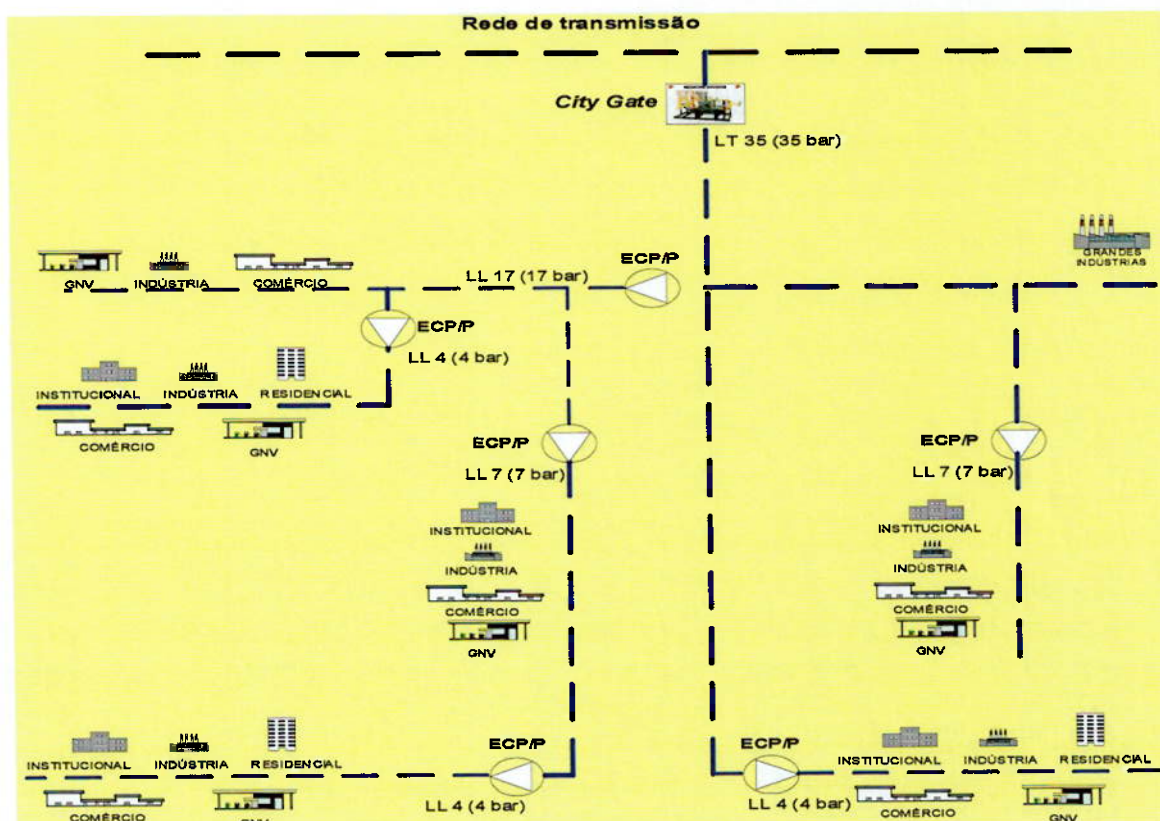 Rede de transmissão
City Gate
LT 35 (35 bar)
GRANDES
INDÚSTRIAS
GNV
INDÚSTRIA
COMÉRCIO
LL 17 (17 bar)
ECP/P
ECP/P
LL 4 (4 bar)
INSTITUCIONAL
INDÚSTRIA
RESIDENCIAL
COMÉRCIO
GNV
ECP/P
LL 7 (7 bar)
INSTITUCIONAL
INDÚSTRIA
COMÉRCIO
GNV
ECP/P
LL 7 (7 bar)
INSTITUCIONAL
INDÚSTRIA
COMÉRCIO
GNV
INSTITUCIONAL
INDÚSTRIA
RESIDENCIAL
ECP/P
LL 4 (4 bar)
COMÉRCIO
GNV
ECP/P
LL 4 (4 bar)
INSTITUCIONAL
INDÚSTRIA
RESIDENCIAL
COMÉRCIO
GNV